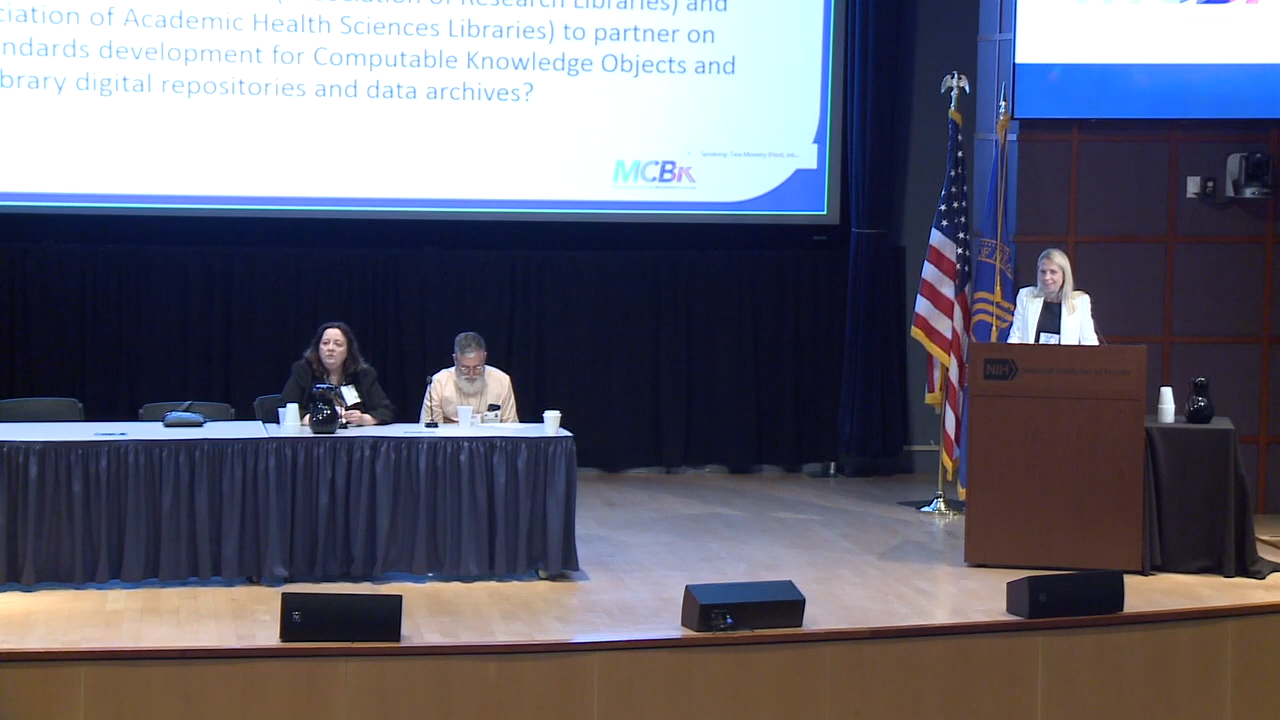 (Association of Research Libraries) and
ciation of Academic Health Sciences Libraries) to partner on
ndards development for Computable Knowledge Objects and
brary digital repositories and data archives?
MCBK
NIH